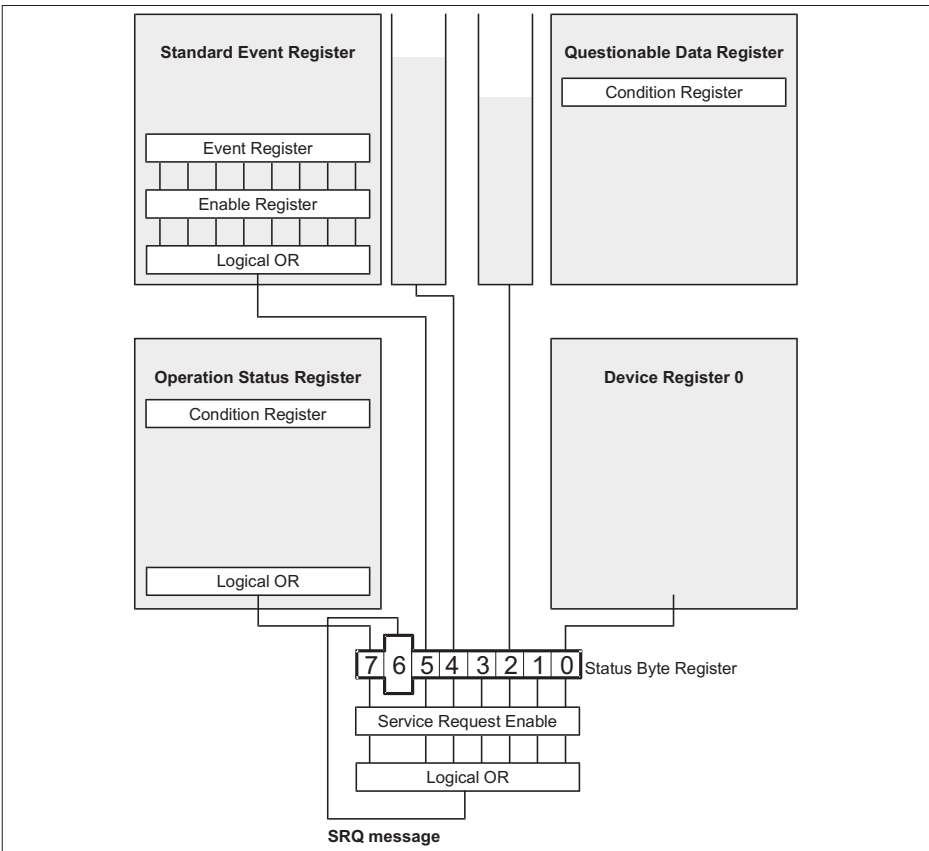 Standard Event Register
Questionable Data Register
Condition Register
Event Register
Enable Register
Logical OR
Operation Status Register
Condition Register
Logical OR
Device Register 0
7 6 5 4 3 2 1 0
Status Byte Register
Service Request Enable
Logical OR
SRQ message